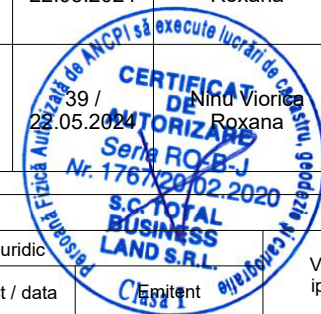 22.05.2024 Roxana
Persoană Fizică Autorizată de ANCPI să execute lucrări de cadastru, geodezie și cartografie
CERTIFICAT
DE
AUTORIZARE
Seria RO-B-J
Nr. 1767/20.02.2020
S.C. TOTAL
BUSINESS
LAND S.R.L.
Clasa I
39 / Ninu Viorica
22.05.2024 Roxana
uridic
t / data Emitent